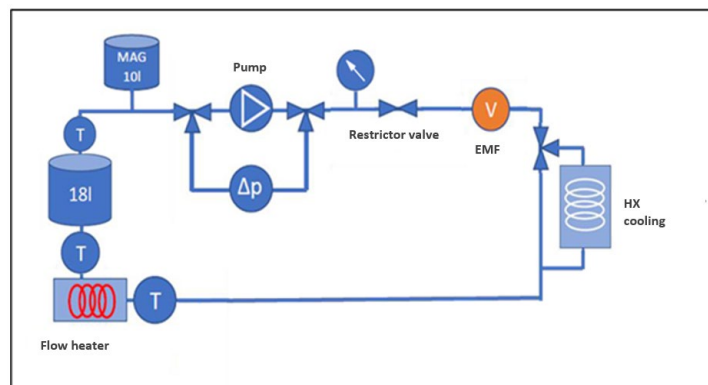 MAG
10l
Pump
T
Restrictor valve
V
EMF
18l
Δp
HX
cooling
T
T
Flow heater